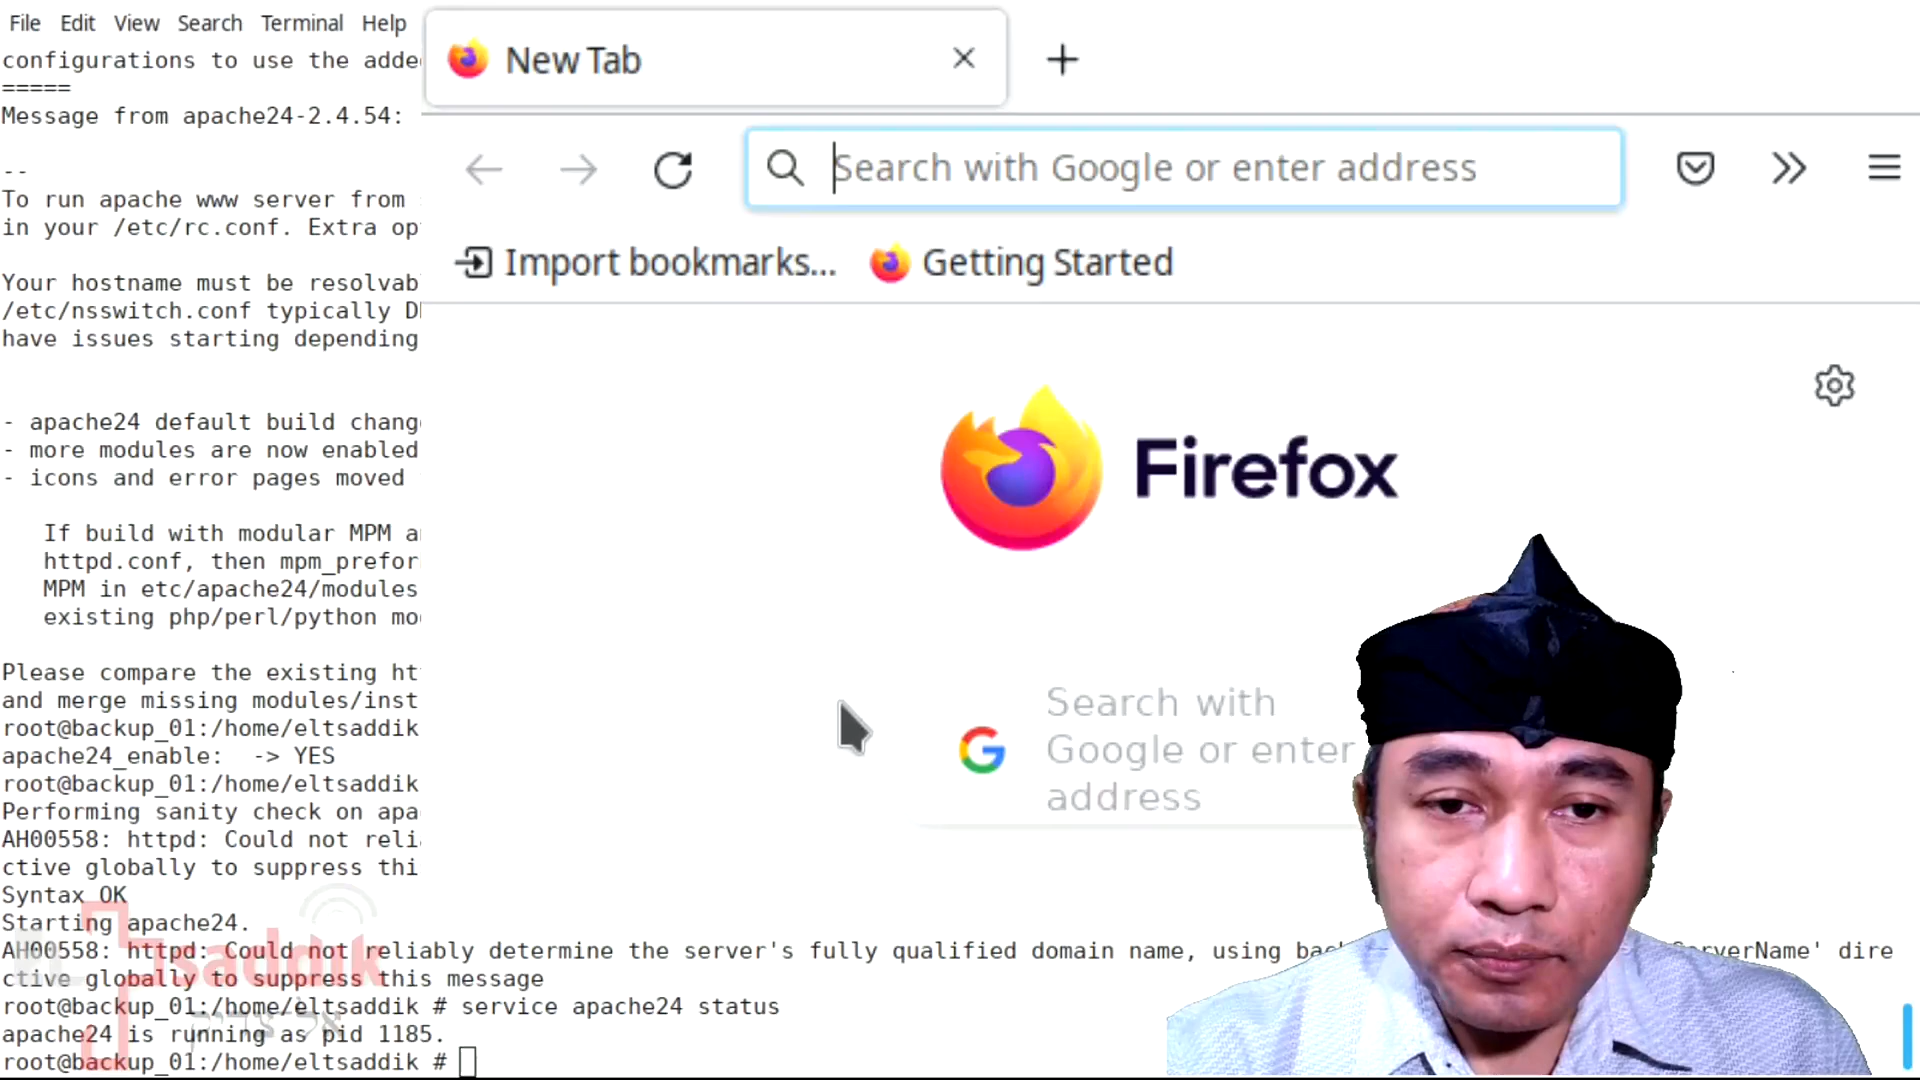 File Edit View Search Terminal Help
configurations to use the adde
=====
Message from apache24-2.4.54:
--
To run apache www server from
in your /etc/rc.conf. Extra op
Your hostname must be resolvab
/etc/nsswitch.conf typically D
have issues starting depending
- apache24 default build chang
- more modules are now enabled
- icons and error pages moved
If build with modular MPM a
httpd.conf, then mpm_prefor
MPM in etc/apache24/modules
existing php/perl/python mo
Please compare the existing ht
and merge missing modules/inst
root@backup_01:/home/eltsaddik
apache24_enable:  -> YES
root@backup_01:/home/eltsaddik
Performing sanity check on apa
AH00558: httpd: Could not reli
ctive globally to suppress thi
Syntax OK
Starting apache24.
AH00558: httpd: Could not reliably determine the server's fully qualified domain name, using bac ServerName' dire
ctive globally to suppress this message
root@backup_01:/home/eltsaddik # service apache24 status
apache24 is running as pid 1185.
root@backup_01:/home/eltsaddik #
New Tab
Search with Google or enter address
Import bookmarks... Getting Started
Firefox
Search with
Google or enter
address